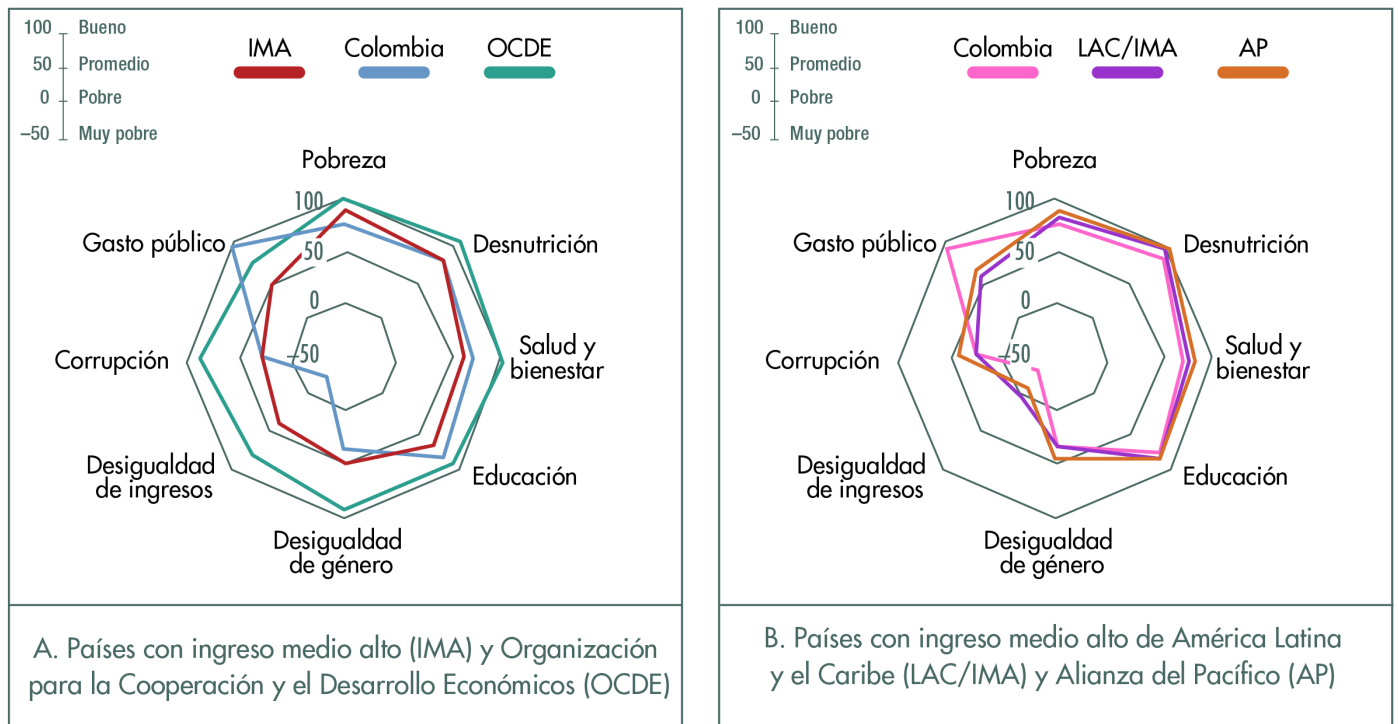 100 Bueno
50 Promedio
0 Pobre
–50 Muy pobre
IMA Colombia OCDE
Pobreza
100
Gasto público
50
Desnutrición
0
Corrupción
–50
Salud y
bienestar
Desigualdad
de ingresos
Educación
Desigualdad
de género
A. Países con ingreso medio alto (IMA) y Organización
para la Cooperación y el Desarrollo Económicos (OCDE)
100 Bueno
50 Promedio
0 Pobre
–50 Muy pobre
Colombia LAC/IMA AP
Pobreza
100
Gasto público
50
Desnutrición
0
Corrupción
–50
Salud y
bienestar
Desigualdad
de ingresos
Educación
Desigualdad
de género
B. Países con ingreso medio alto de América Latina
y el Caribe (LAC/IMA) y Alianza del Pacífico (AP)